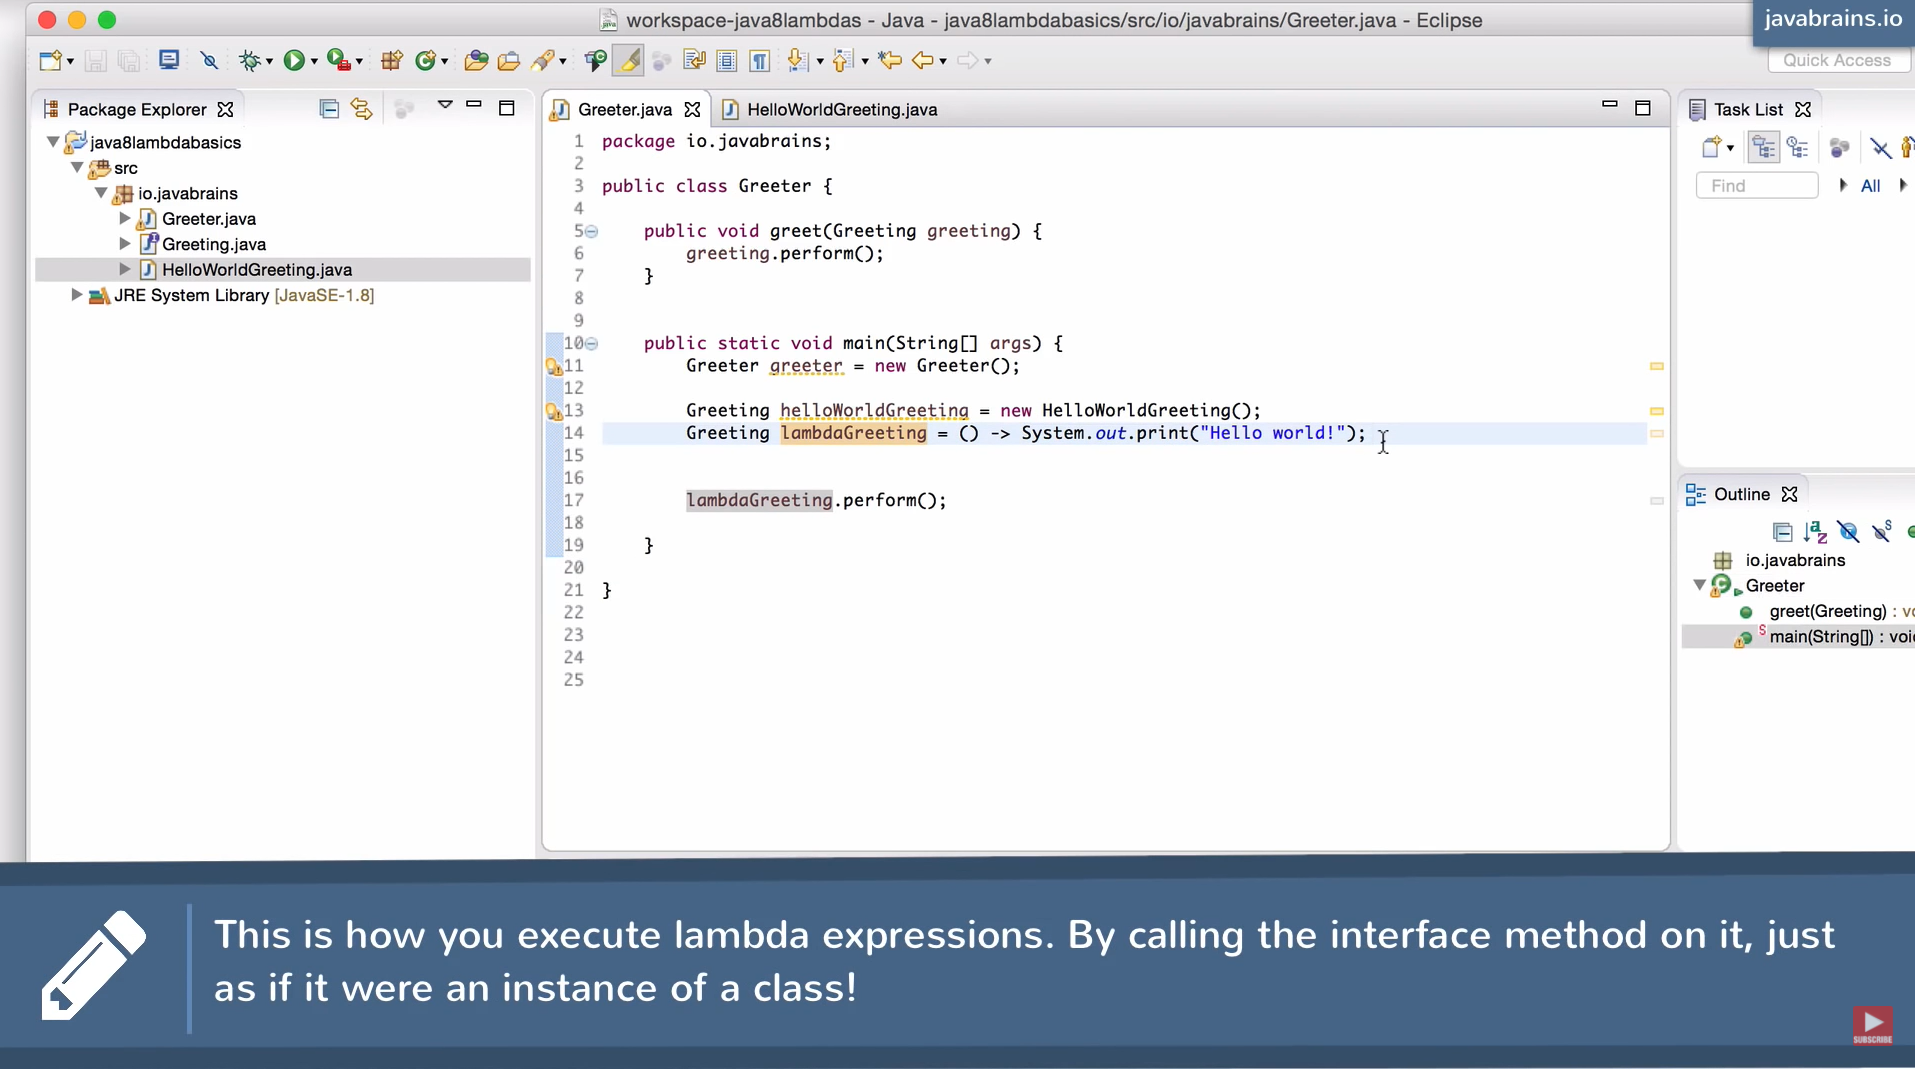 workspace-java8lambdas - Java - java8lambdabasics/src/io/javabrains/Greeter.java - Eclipse
javabrains.io
Quick Access
Package Explorer
java8lambdabasics
src
io.javabrains
Greeter.java
Greeting.java
HelloWorldGreeting.java
JRE System Library [JavaSE-1.8]
Greeter.java
HelloWorldGreeting.java
1 package io.javabrains;
2
3 public class Greeter {
4
5 public void greet(Greeting greeting) {
6 greeting.perform();
7 }
8
9
10 public static void main(String[] args) {
11 Greeter greeter = new Greeter();
12
13 Greeting helloWorldGreeting = new HelloWorldGreeting();
14 Greeting lambdaGreeting = () -> System.out.print("Hello world!");
15
16
17 lambdaGreeting.perform();
18
19 }
20
21 }
22
23
24
25
Task List
Find
All
Outline
io.javabrains
Greeter
greet(Greeting) :
main(String[]) :
This is how you execute lambda expressions. By calling the interface method on it, just
as if it were an instance of a class!
SUBSCRIBE